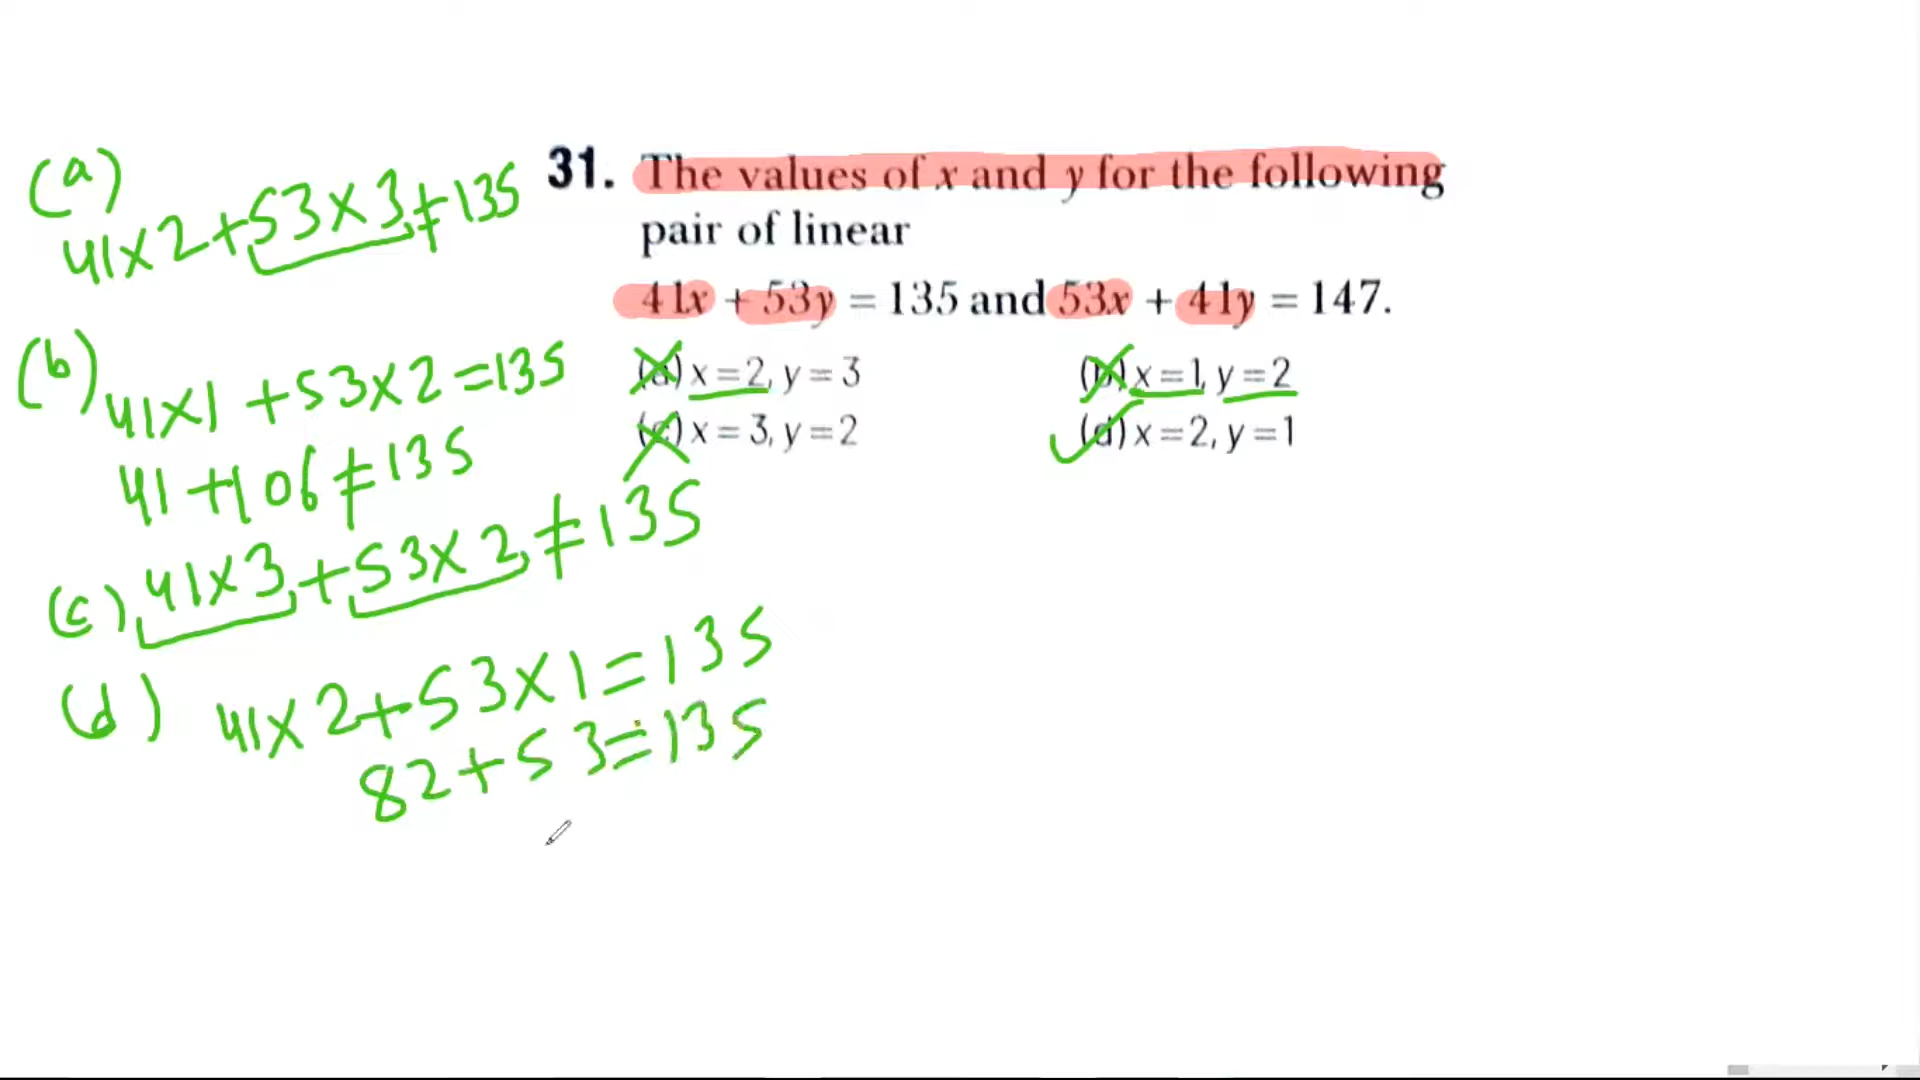 31. The values of x and y for the following
pair of linear
41x + 53y = 135 and 53x + 41y = 147.
(a) x = 2, y = 3
(b) x = 1, y = 2
(c) x = 3, y = 2
(d) x = 2, y = 1
(a)
41×2+53×3≠135
(b) 41×1+53×2=135
41+106≠135
(c) 41×3+53×2≠135
(d) 41×2+53×1=135
82+53=135